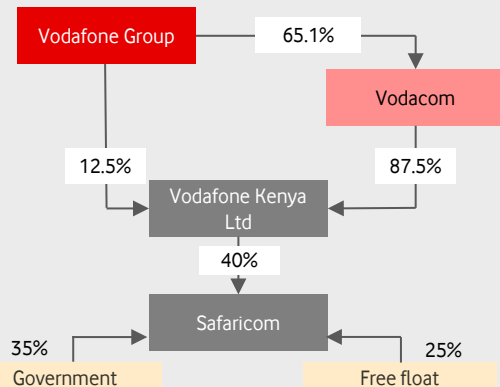 Vodafone Group
65.1%
Vodacom
12.5%
87.5%
Vodafone Kenya
Ltd
40%
Safaricom
35%
25%
Government
Free float